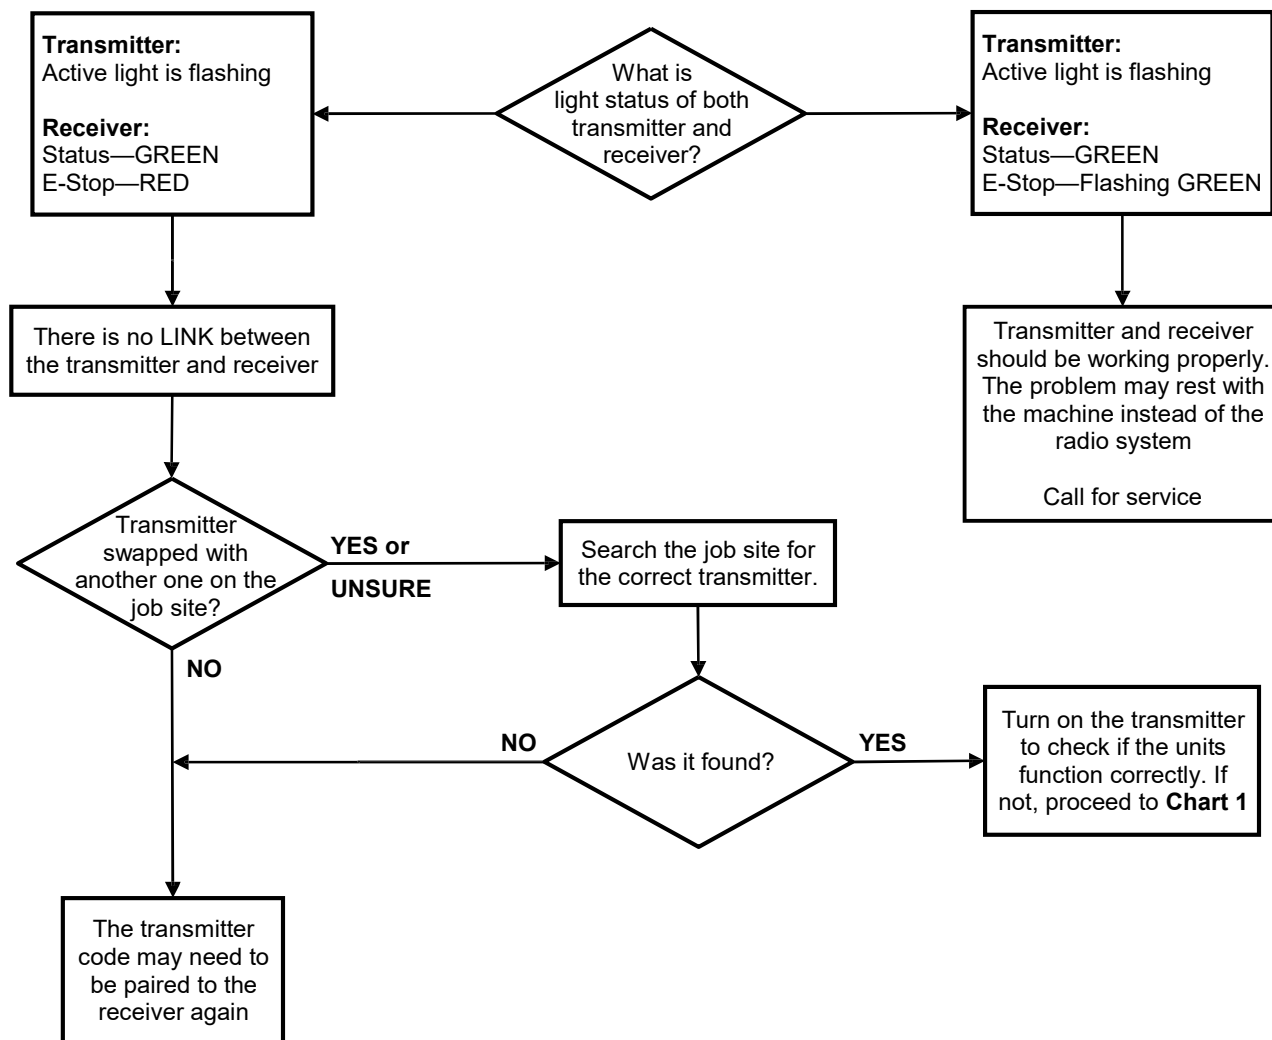 Transmitter:
Active light is flashing
Receiver:
Status—GREEN
E-Stop—RED
What is
light status of both
transmitter and
receiver?
Transmitter:
Active light is flashing
Receiver:
Status—GREEN
E-Stop—Flashing GREEN
There is no LINK between
the transmitter and receiver
Transmitter and receiver
should be working properly.
The problem may rest with
the machine instead of the
radio system
Call for service
Transmitter
swapped with
another one on the
job site?
YES or
UNSURE
Search the job site for
the correct transmitter.
NO
Was it found?
NO
YES
Turn on the transmitter
to check if the units
function correctly. If
not, proceed to Chart 1
The transmitter
code may need to
be paired to the
receiver again